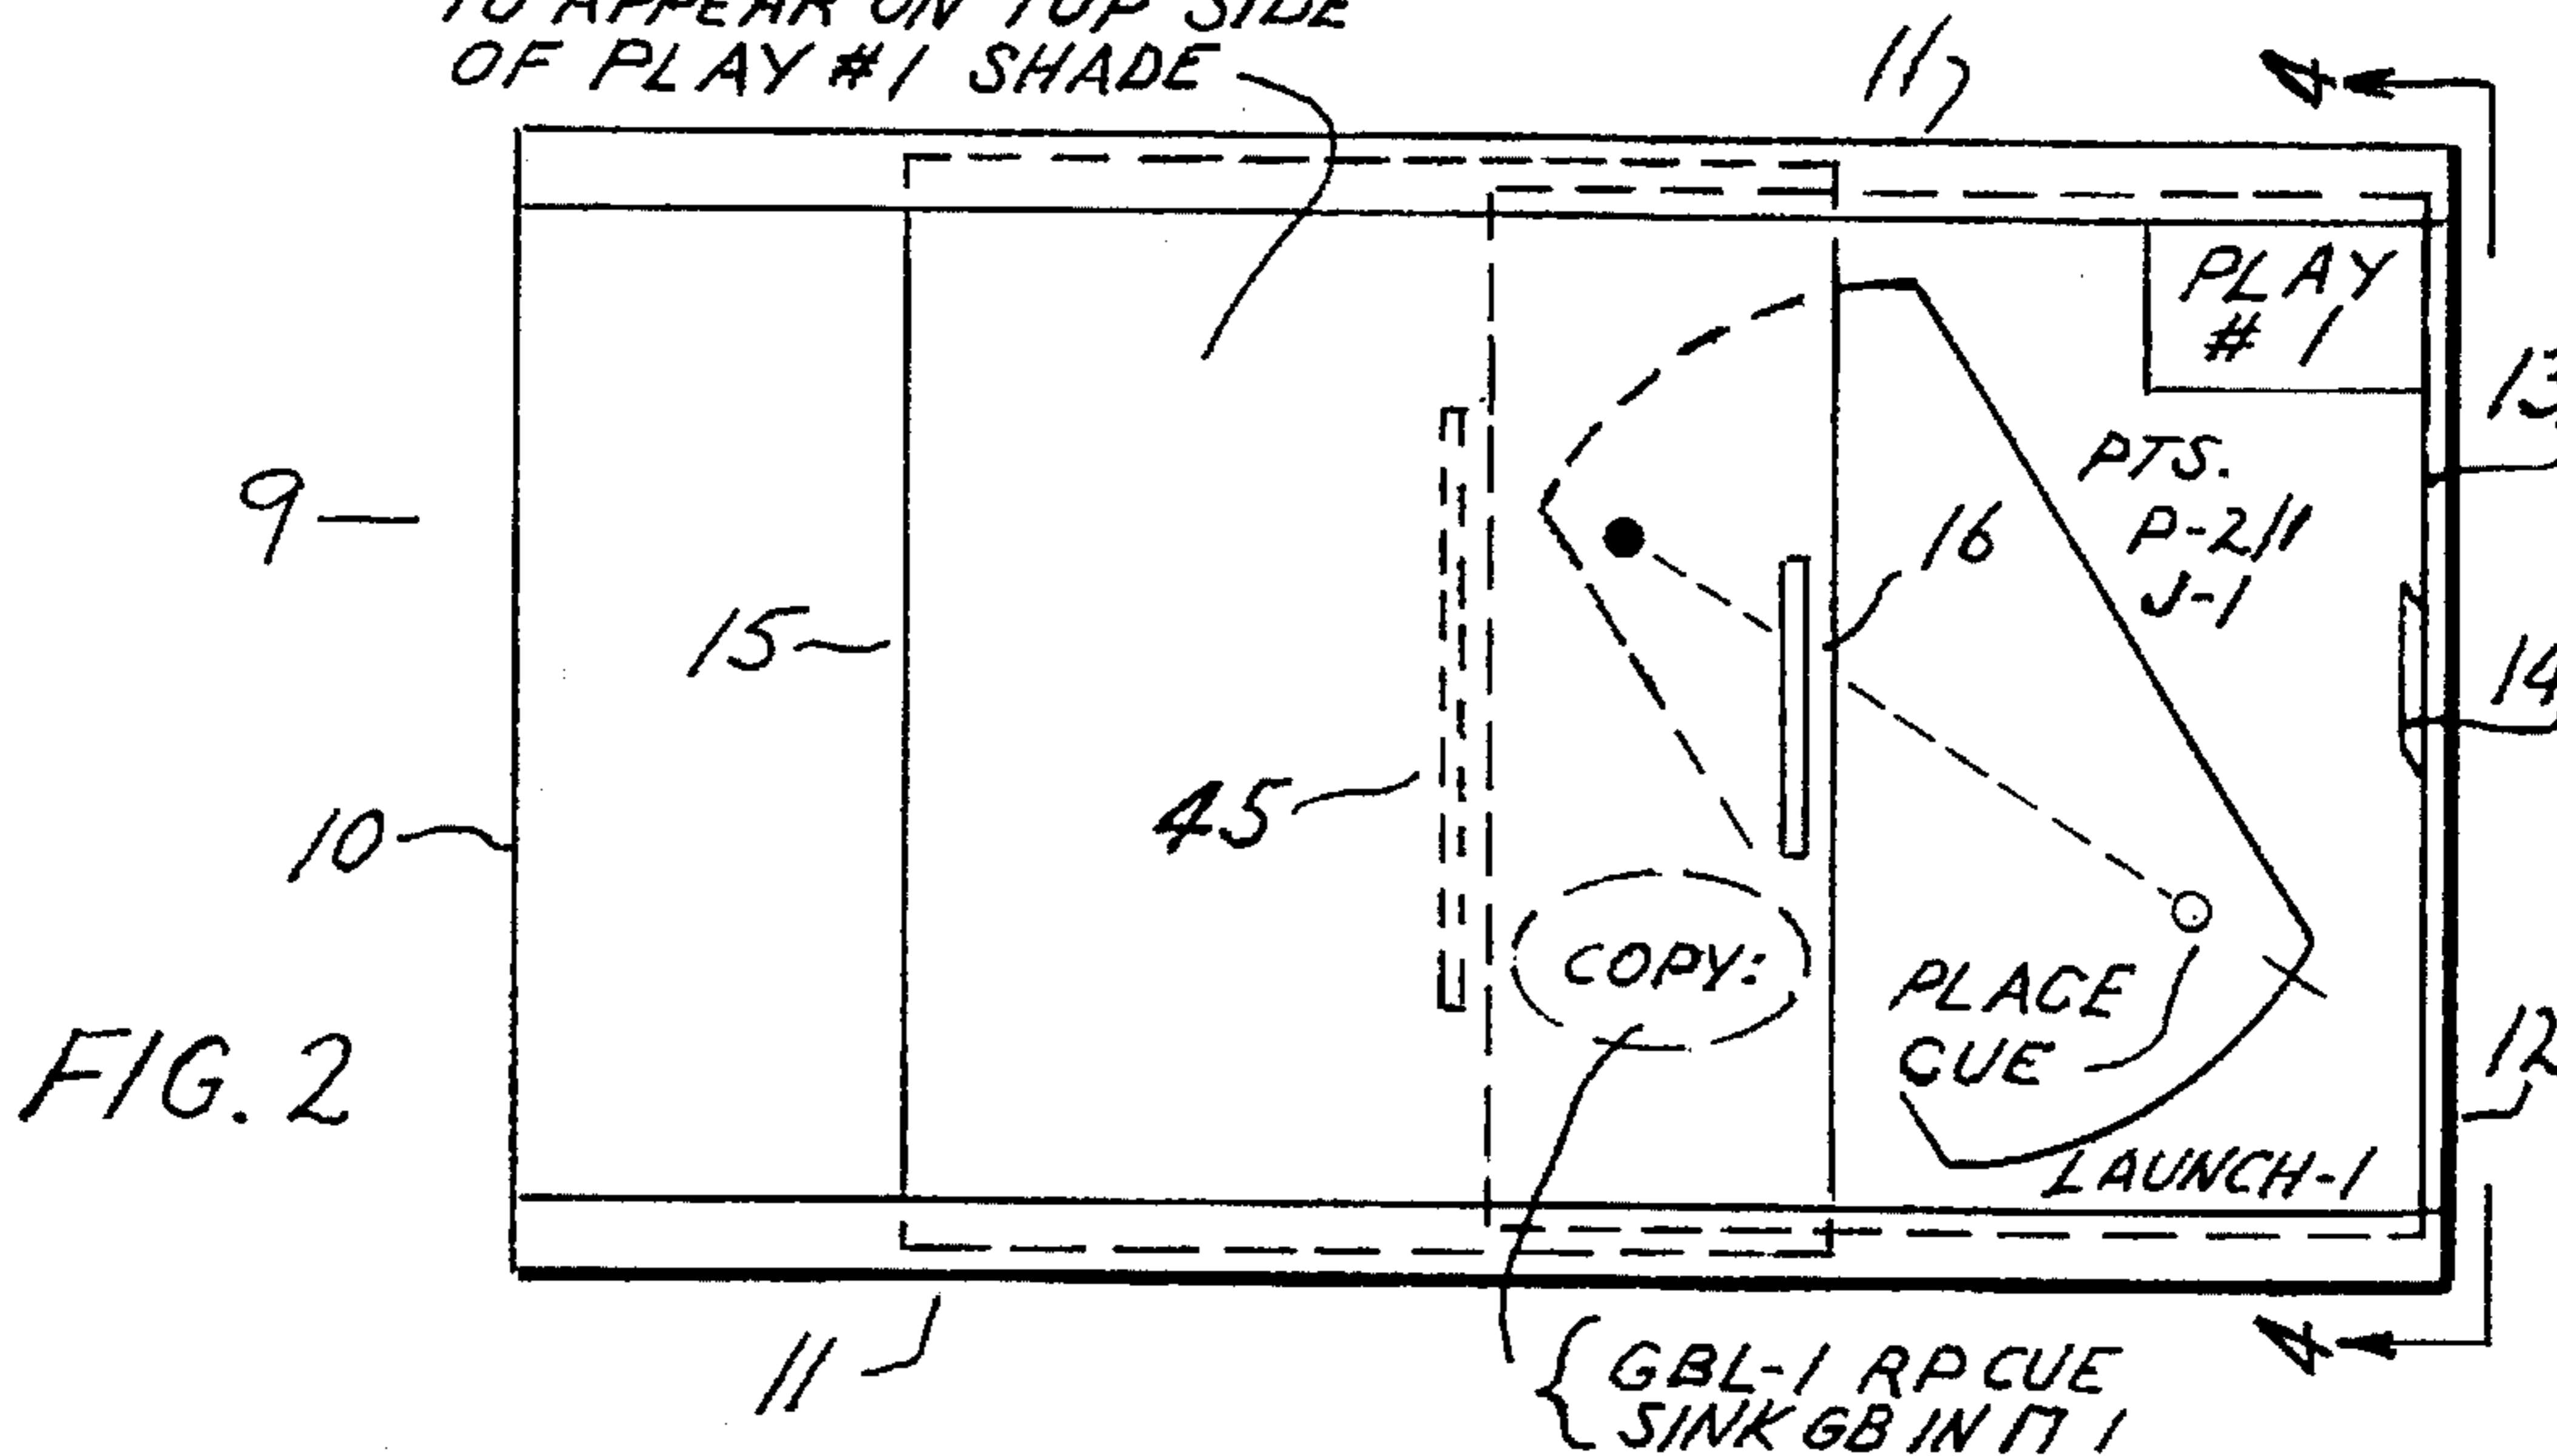 TO APPEAR ON TOP SIDE
OF PLAY #1 SHADE
11
4
PLAY
#1
13
PTS.
P-2/1
J-1
9
16
15
14
45
10
COPY:
PLACE
CUE
12
FIG. 2
LAUNCH-1
11
4
GBL-1 RP CUE
SINK GB IN П 1